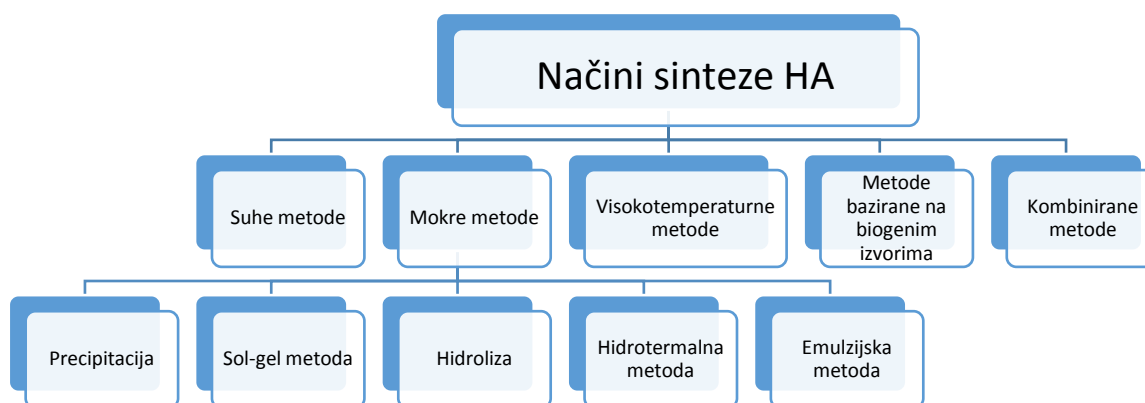 Načini sinteze HA
Suhe metode
Mokre metode
Visokotemperaturne
metode
Metode
bazirane na
biogenim
izvorima
Kombinirane
metode
Precipitacija
Sol-gel metoda
Hidroliza
Hidrotermalna
metoda
Emulzijska
metoda